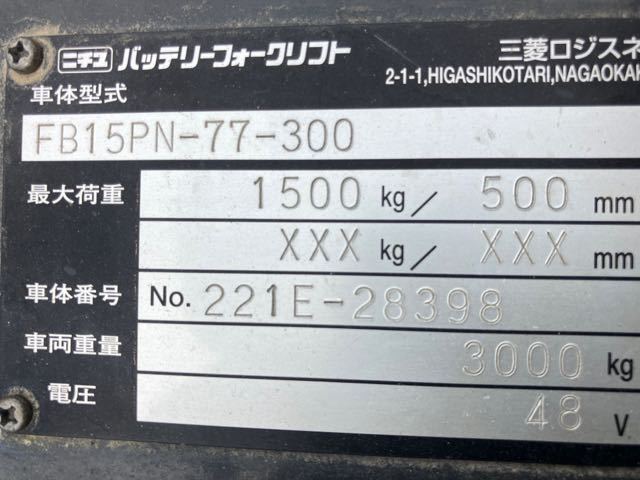 ニチユ バッテリーフォークリフト 三菱ロジスネ
2-1-1,HIGASHIKOTARI,NAGAOKAK
車体型式
FB15PN-77-300
最大荷重 1500 kg／ 500 mm
XXX kg／ XXX mm
車体番号 No. 221E-28398
車両重量 3000 kg
電圧 48 V